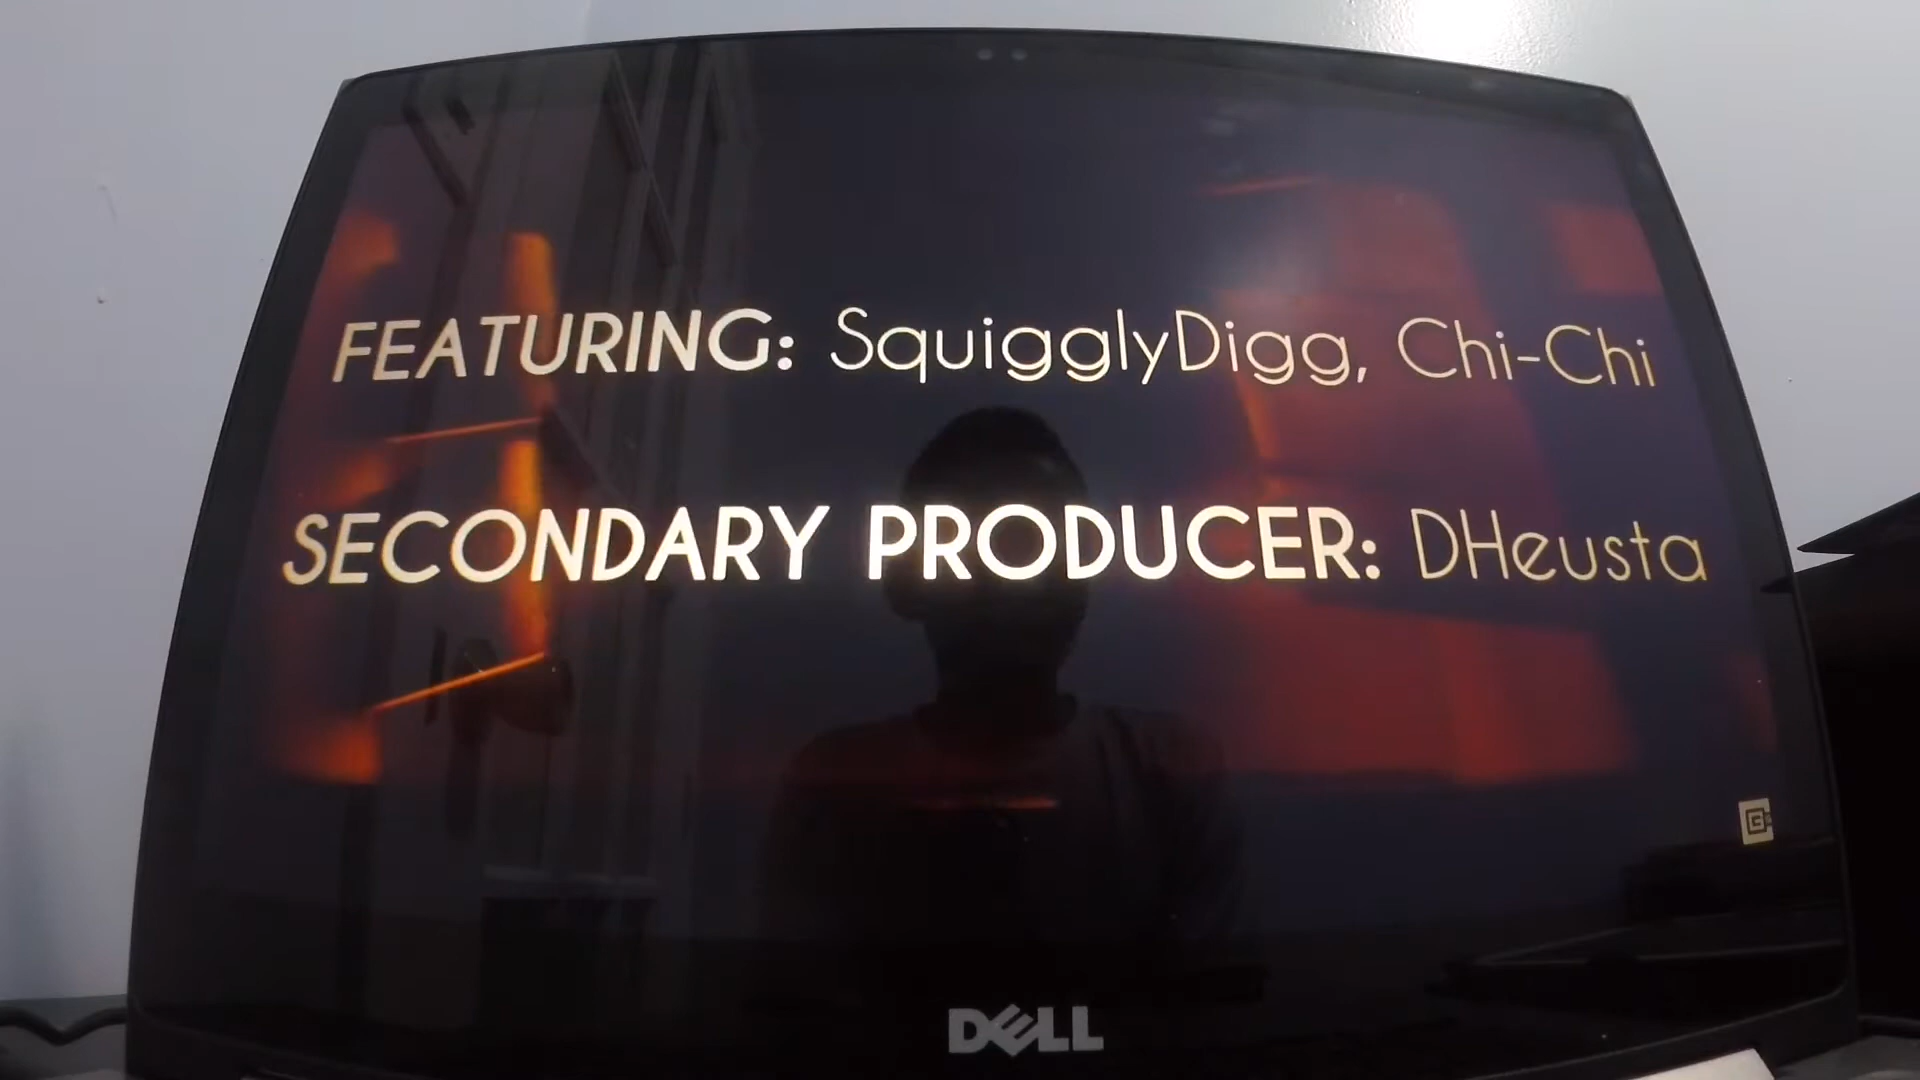 FEATURING: SquigglyDigg, Chi-Chi
SECONDARY PRODUCER: DHeusta
DELL